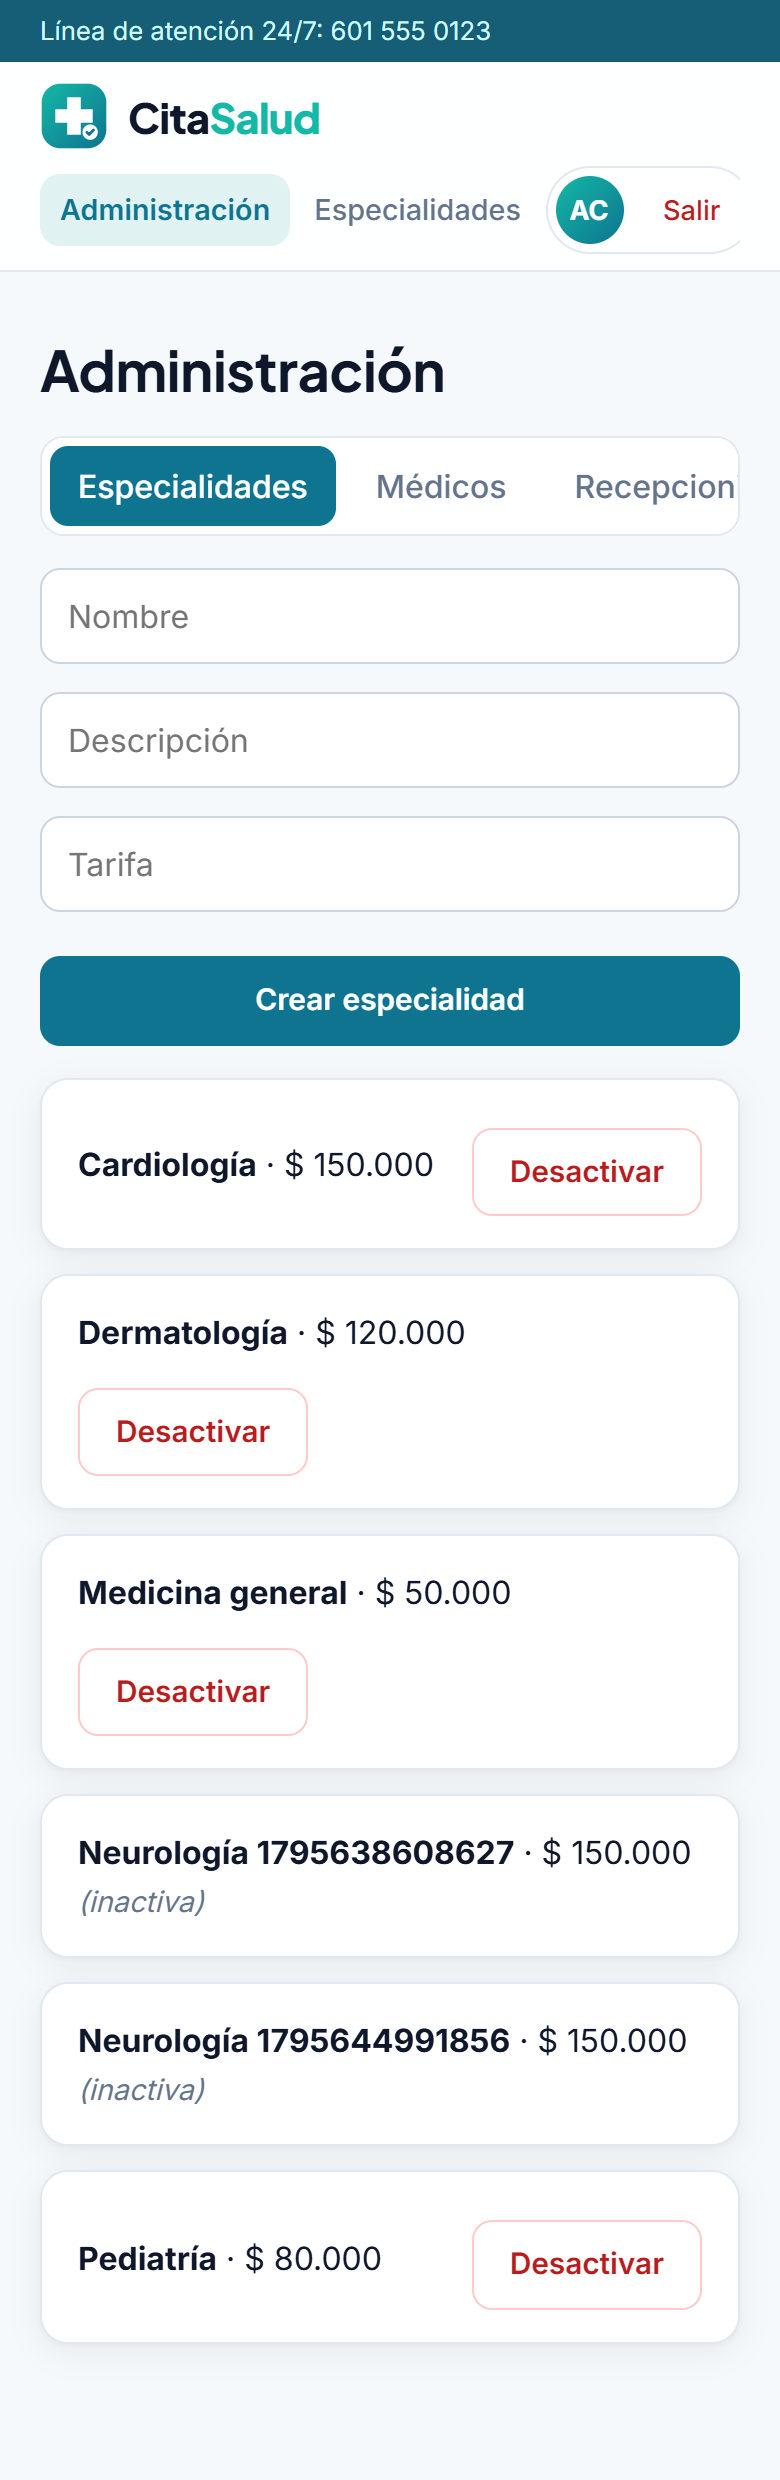 Línea de atención 24/7: 601 555 0123
CitaSalud
Administración Especialidades AC Salir
Administración
Especialidades Médicos Recepcion
Nombre
Descripción
Tarifa
Crear especialidad
Cardiología · $ 150.000 Desactivar
Dermatología · $ 120.000
Desactivar
Medicina general · $ 50.000
Desactivar
Neurología 1795638608627 · $ 150.000
(inactiva)
Neurología 1795644991856 · $ 150.000
(inactiva)
Pediatría · $ 80.000 Desactivar